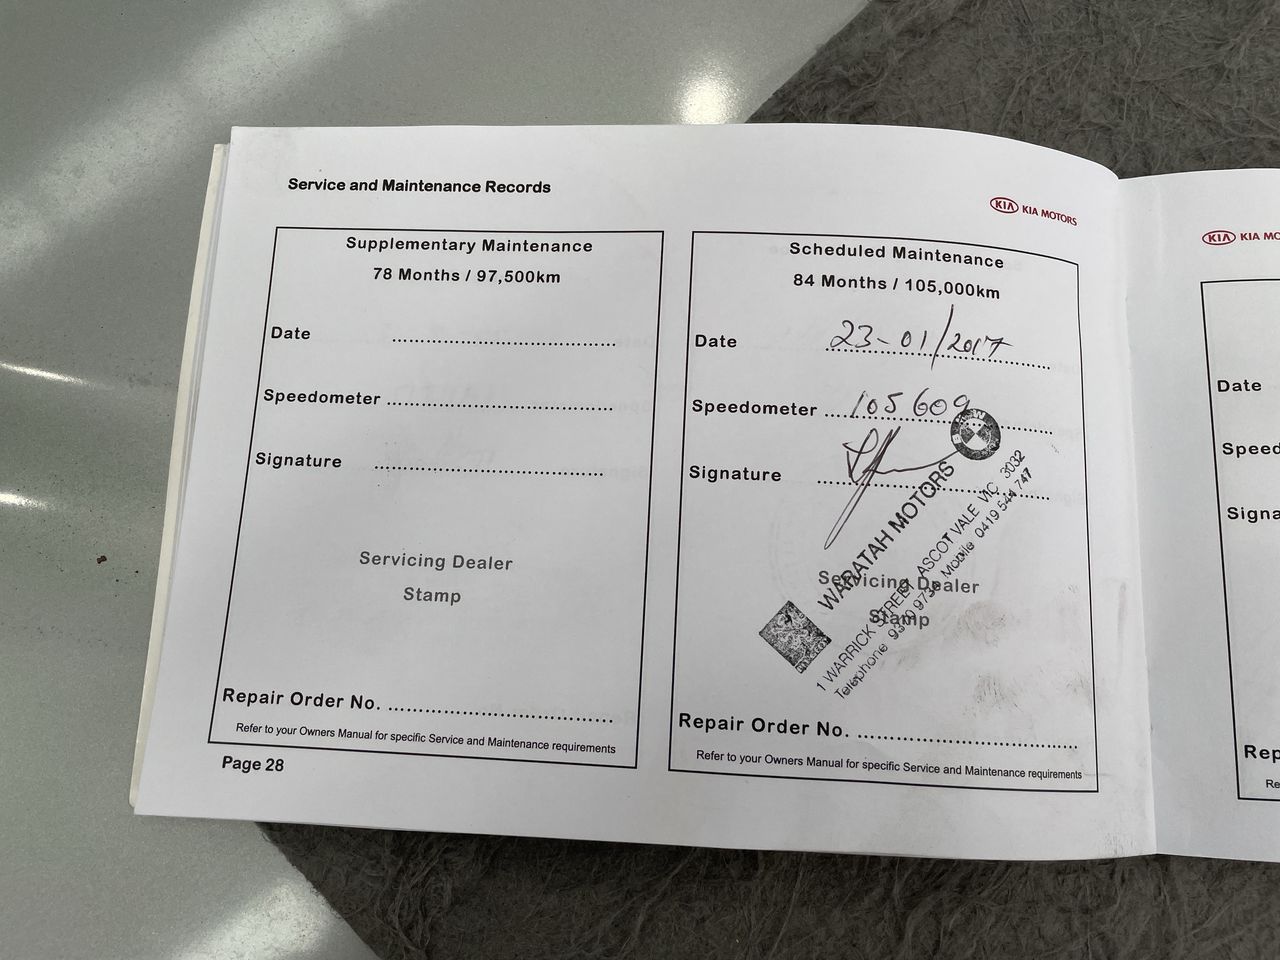 Service and Maintenance Records
KIA KIA MOTORS
Supplementary Maintenance
78 Months / 97,500km
Date
Speedometer
Signature
Servicing Dealer
Stamp
Repair Order No.
Refer to your Owners Manual for specific Service and Maintenance requirements
Page 28
Scheduled Maintenance
84 Months / 105,000km
Date 23-01/2017
Speedometer 105609
Signature
BMW
WARATAH MOTORS
1 WARRICK STREET ASCOT VALE VIC 3032
Telephone Mobile 0419 544 747
Servicing Dealer
Stamp
Repair Order No.
Refer to your Owners Manual for specific Service and Maintenance requirements
KIA KIA MO
Date
Speed
Signa
Rep
Re